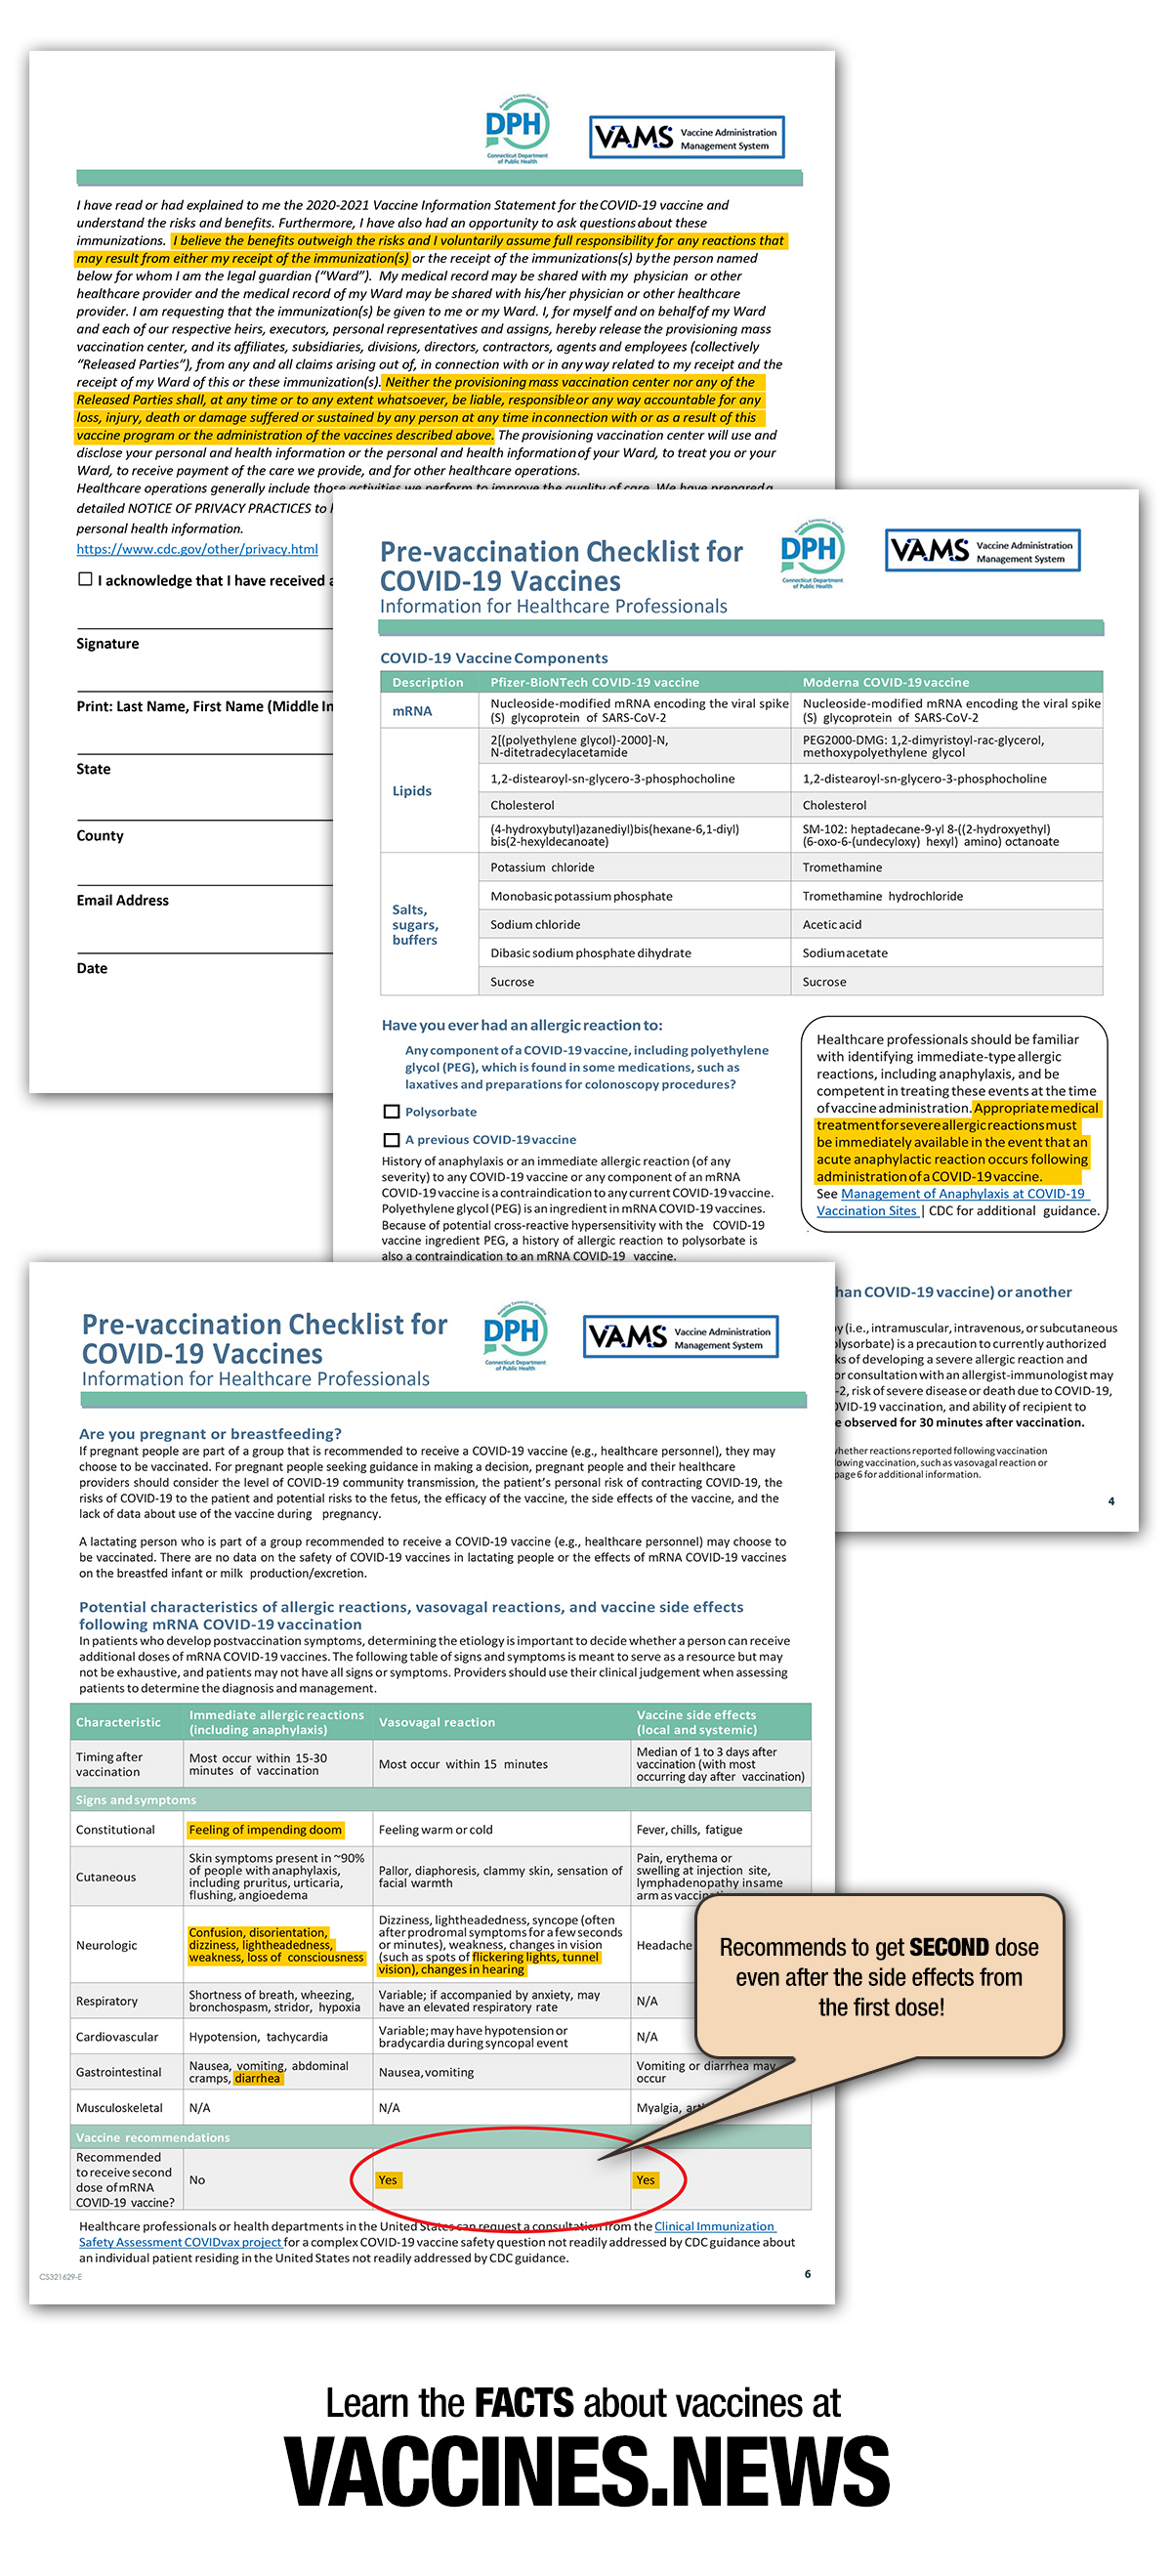 Keeping Connecticut Healthy
DPH
Connecticut Department
of Public Health
VAMS Vaccine Administration
Management System
I have read or had explained to me the 2020-2021 Vaccine Information Statement for the COVID-19 vaccine and
understand the risks and benefits. Furthermore, I have also had an opportunity to ask questions about these
immunizations. I believe the benefits outweigh the risks and I voluntarily assume full responsibility for any reactions that
may result from either my receipt of the immunization(s) or the receipt of the immunizations(s) by the person named
below for whom I am the legal guardian (“Ward”). My medical record may be shared with my physician or other
healthcare provider and the medical record of my Ward may be shared with his/her physician or other healthcare
provider. I am requesting that the immunization(s) be given to me or my Ward. I, for myself and on behalf of my Ward
and each of our respective heirs, executors, personal representatives and assigns, hereby release the provisioning mass
vaccination center, and its affiliates, subsidiaries, divisions, directors, contractors, agents and employees (collectively
“Released Parties”), from any and all claims arising out of, in connection with or in any way related to my receipt and the
receipt of my Ward of this or these immunization(s). Neither the provisioning mass vaccination center nor any of the
Released Parties shall, at any time or to any extent whatsoever, be liable, responsible or any way accountable for any
loss, injury, death or damage suffered or sustained by any person at any time in connection with or as a result of this
vaccine program or the administration of the vaccines described above. The provisioning vaccination center will use and
disclose your personal and health information or the personal and health information of your Ward, to treat you or your
Ward, to receive payment of the care we provide, and for other healthcare operations.
Healthcare operations generally include those activities we perform to improve the quality of care. We have prepared a
detailed NOTICE OF PRIVACY PRACTICES to
personal health information.
https://www.cdc.gov/other/privacy.html
I acknowledge that I have received
Signature
Print: Last Name, First Name (Middle
State
County
Email Address
Date
Pre-vaccination Checklist for
COVID-19 Vaccines
Information for Healthcare Professionals
Keeping Connecticut Healthy
DPH
Connecticut Department
of Public Health
VAMS Vaccine Administration
Management System
COVID-19 Vaccine Components
Description Pfizer-BioNTech COVID-19 vaccine Moderna COVID-19 vaccine
mRNA
Nucleoside-modified mRNA encoding the viral spike
(S) glycoprotein of SARS-CoV-2
Nucleoside-modified mRNA encoding the viral spike
(S) glycoprotein of SARS-CoV-2
Lipids
2[(polyethylene glycol)-2000]-N,
N-ditetradecylacetamide
PEG2000-DMG: 1,2-dimyristoyl-rac-glycerol,
methoxypolyethylene glycol
1,2-distearoyl-sn-glycero-3-phosphocholine 1,2-distearoyl-sn-glycero-3-phosphocholine
Cholesterol Cholesterol
(4-hydroxybutyl)azanediyl)bis(hexane-6,1-diyl)
bis(2-hexyldecanoate)
SM-102: heptadecane-9-yl 8-((2-hydroxyethyl)
(6-oxo-6-(undecyloxy) hexyl) amino) octanoate
Salts,
sugars,
buffers
Potassium chloride Tromethamine
Monobasic potassium phosphate Tromethamine hydrochloride
Sodium chloride Acetic acid
Dibasic sodium phosphate dihydrate Sodium acetate
Sucrose Sucrose
Have you ever had an allergic reaction to:
Any component of a COVID-19 vaccine, including polyethylene
glycol (PEG), which is found in some medications, such as
laxatives and preparations for colonoscopy procedures?
Polysorbate
A previous COVID-19 vaccine
History of anaphylaxis or an immediate allergic reaction (of any
severity) to any COVID-19 vaccine or any component of an mRNA
COVID-19 vaccine is a contraindication to any current COVID-19 vaccine.
Polyethylene glycol (PEG) is an ingredient in mRNA COVID-19 vaccines.
Because of potential cross-reactive hypersensitivity with the COVID-19
vaccine ingredient PEG, a history of allergic reaction to polysorbate is
also a contraindication to an mRNA COVID-19 vaccine.
Healthcare professionals should be familiar
with identifying immediate-type allergic
reactions, including anaphylaxis, and be
competent in treating these events at the time
of vaccine administration. Appropriate medical
treatment for severe allergic reactions must
be immediately available in the event that an
acute anaphylactic reaction occurs following
administration of a COVID-19 vaccine.
See Management of Anaphylaxis at COVID-19
Vaccination Sites | CDC for additional guidance.
than COVID-19 vaccine) or another
(i.e., intramuscular, intravenous, or subcutaneous
olysorbate) is a precaution to currently authorized
ks of developing a severe allergic reaction and
or consultation with an allergist-immunologist may
-2, risk of severe disease or death due to COVID-19,
OVID-19 vaccination, and ability of recipient to
e observed for 30 minutes after vaccination.
whether reactions reported following vaccination
lowing vaccination, such as vasovagal reaction or
page 6 for additional information.
4
Pre-vaccination Checklist for
COVID-19 Vaccines
Information for Healthcare Professionals
Keeping Connecticut Healthy
DPH
Connecticut Department
of Public Health
VAMS Vaccine Administration
Management System
Are you pregnant or breastfeeding?
If pregnant people are part of a group that is recommended to receive a COVID-19 vaccine (e.g., healthcare personnel), they may
choose to be vaccinated. For pregnant people seeking guidance in making a decision, pregnant people and their healthcare
providers should consider the level of COVID-19 community transmission, the patient’s personal risk of contracting COVID-19, the
risks of COVID-19 to the patient and potential risks to the fetus, the efficacy of the vaccine, the side effects of the vaccine, and the
lack of data about use of the vaccine during pregnancy.
A lactating person who is part of a group recommended to receive a COVID-19 vaccine (e.g., healthcare personnel) may choose to
be vaccinated. There are no data on the safety of COVID-19 vaccines in lactating people or the effects of mRNA COVID-19 vaccines
on the breastfed infant or milk production/excretion.
Potential characteristics of allergic reactions, vasovagal reactions, and vaccine side effects
following mRNA COVID-19 vaccination
In patients who develop postvaccination symptoms, determining the etiology is important to decide whether a person can receive
additional doses of mRNA COVID-19 vaccines. The following table of signs and symptoms is meant to serve as a resource but may
not be exhaustive, and patients may not have all signs or symptoms. Providers should use their clinical judgement when assessing
patients to determine the diagnosis and management.
Characteristic
Immediate allergic reactions
(including anaphylaxis)
Vasovagal reaction
Vaccine side effects
(local and systemic)
Timing after
vaccination
Most occur within 15-30
minutes of vaccination
Most occur within 15 minutes
Median of 1 to 3 days after
vaccination (with most
occurring day after vaccination)
Signs and symptoms
Constitutional Feeling of impending doom Feeling warm or cold Fever, chills, fatigue
Cutaneous
Skin symptoms present in ~90%
of people with anaphylaxis,
including pruritus, urticaria,
flushing, angioedema
Pallor, diaphoresis, clammy skin, sensation of
facial warmth
Pain, erythema or
swelling at injection site,
lymphadenopathy in same
arm as
Neurologic
Confusion, disorientation,
dizziness, lightheadedness,
weakness, loss of consciousness
Dizziness, lightheadedness, syncope (often
after prodromal symptoms for a few seconds
or minutes), weakness, changes in vision
(such as spots of flickering lights, tunnel
vision), changes in hearing
Headache
Respiratory
Shortness of breath, wheezing,
bronchospasm, stridor, hypoxia
Variable; if accompanied by anxiety, may
have an elevated respiratory rate
N/A
Cardiovascular Hypotension, tachycardia
Variable; may have hypotension or
bradycardia during syncopal event
N/A
Gastrointestinal
Nausea, vomiting, abdominal
cramps, diarrhea
Nausea, vomiting
Vomiting or diarrhea may
occur
Musculoskeletal N/A N/A Myalgia,
Vaccine recommendations
Recommended
to receive second
dose of mRNA
COVID-19 vaccine?
No Yes Yes
Recommends to get SECOND dose
even after the side effects from
the first dose!
Healthcare professionals or health departments in the United States can request a consultation from the Clinical Immunization
Safety Assessment COVIDvax project for a complex COVID-19 vaccine safety question not readily addressed by CDC guidance about
an individual patient residing in the United States not readily addressed by CDC guidance.
CS321629-E
6
Learn the FACTS about vaccines at
VACCINES.NEWS